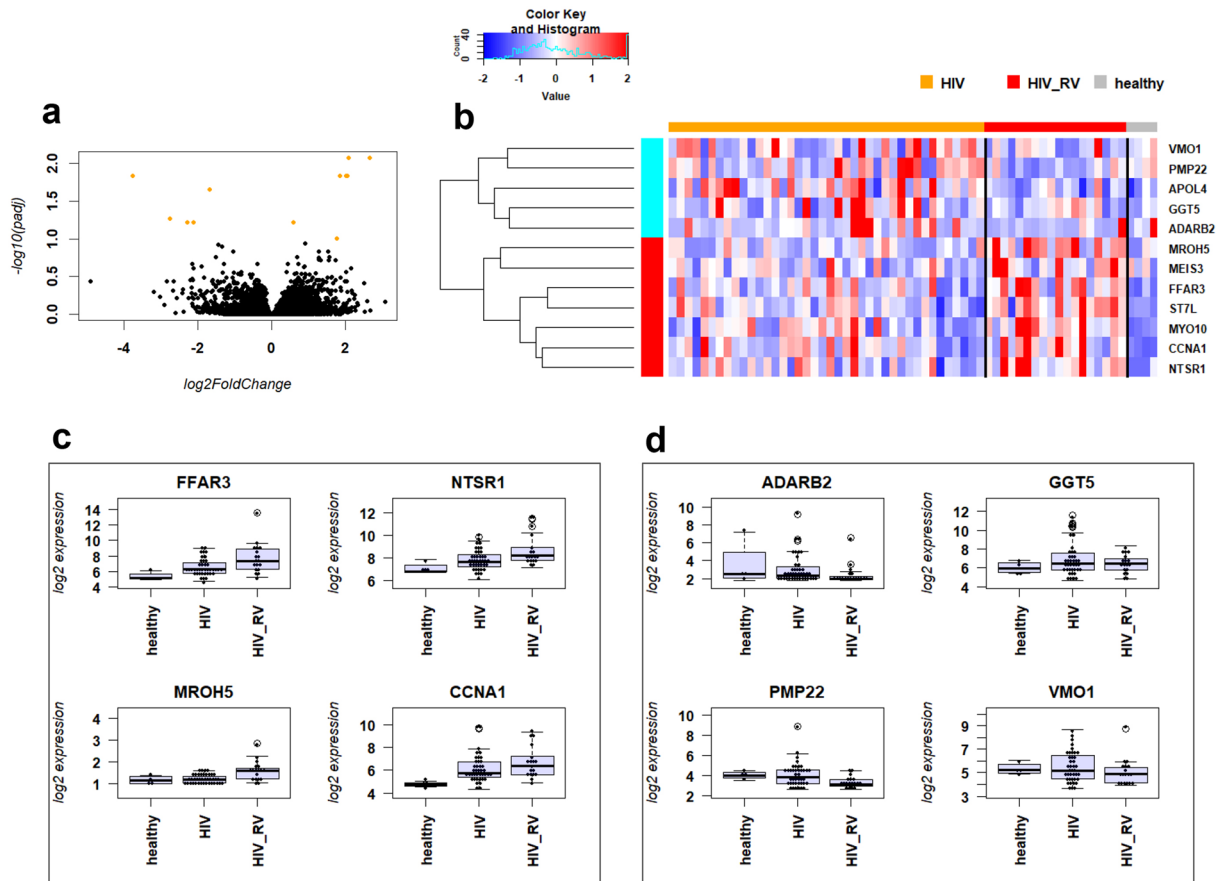 Color Key
and Histogram
Count
0 20 40
-2 -1 0 1 2
Value
HIV HIV_RV healthy
a
-log10(padj)
2.0
1.5
1.0
0.5
0.0
-4 -2 0 2
log2FoldChange
b
VMO1
PMP22
APOL4
GGT5
ADARB2
MROH5
MEIS3
FFAR3
ST7L
MYO10
CCNA1
NTSR1
c
FFAR3
log2 expression
14
12
10
8
6
4
healthy HIV HIV_RV
NTSR1
log2 expression
12
10
8
6
healthy HIV HIV_RV
MROH5
log2 expression
4
3
2
1
healthy HIV HIV_RV
CCNA1
log2 expression
10
8
6
4
healthy HIV HIV_RV
d
ADARB2
log2 expression
10
8
6
4
2
healthy HIV HIV_RV
GGT5
log2 expression
12
10
8
6
4
healthy HIV HIV_RV
PMP22
log2 expression
10
8
6
4
2
healthy HIV HIV_RV
VMO1
log2 expression
9
7
5
3
healthy HIV HIV_RV